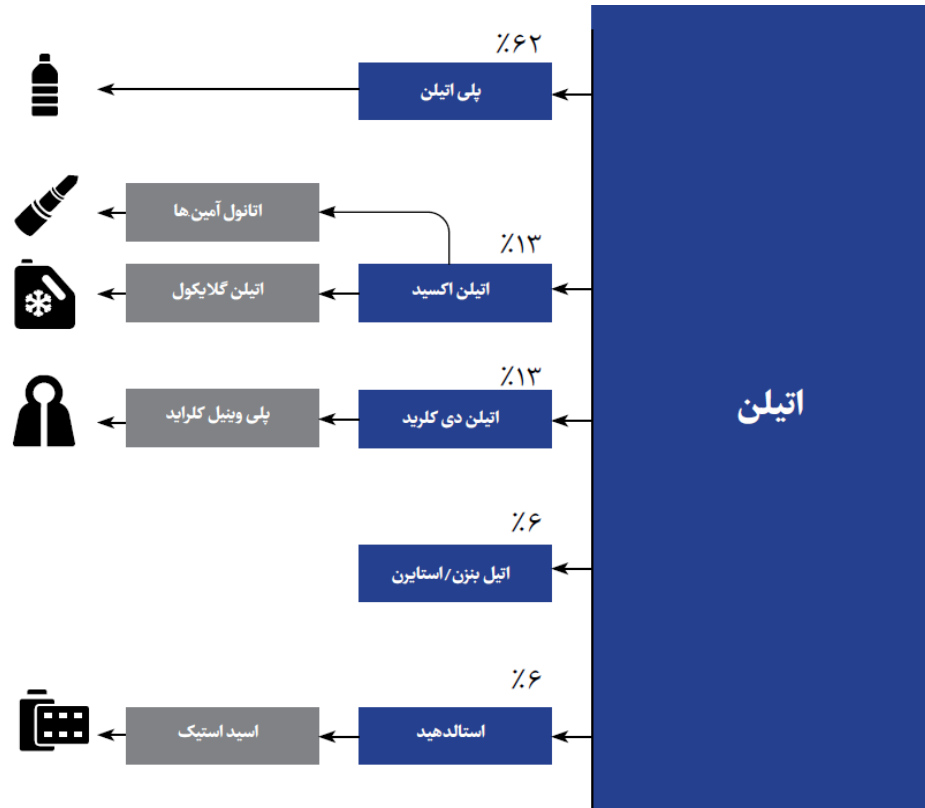 اتیلن
٪۶۲
پلی اتیلن
٪۱۳
اتیلن اکسید
اتانول آمین‌ها
اتیلن گلایکول
٪۱۳
اتیلن دی کلرید
پلی وینیل کلراید
٪۶
اتیل بنزن/استایرن
٪۶
استالدهید
اسید استیک